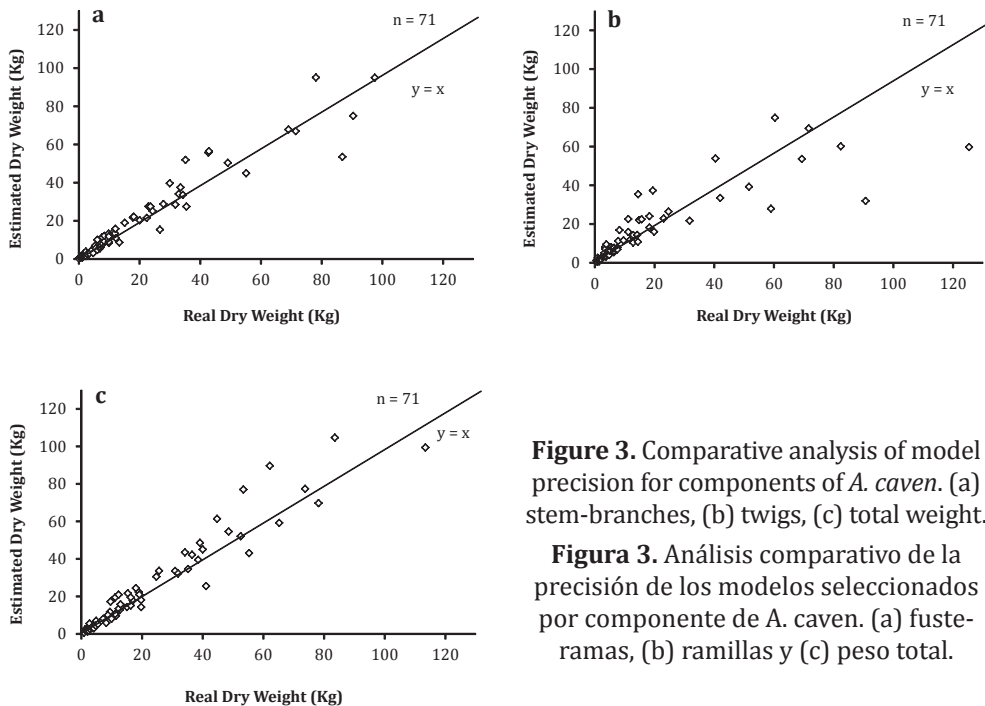 a
n = 71
y = x
Estimated Dry Weight (Kg)
120
100
80
60
40
20
0
0 20 40 60 80 100 120
Real Dry Weight (Kg)
b
n = 71
y = x
Estimated Dry Weight (Kg)
120
100
80
60
40
20
0
0 20 40 60 80 100 120
Real Dry Weight (Kg)
c
n = 71
y = x
Estimated Dry Weight (Kg)
120
100
80
60
40
20
0
0 20 40 60 80 100 120
Real Dry Weight (Kg)
Figure 3. Comparative analysis of model
precision for components of A. caven. (a)
stem-branches, (b) twigs, (c) total weight.
Figura 3. Análisis comparativo de la
precisión de los modelos seleccionados
por componente de A. caven. (a) fuste-
ramas, (b) ramillas y (c) peso total.